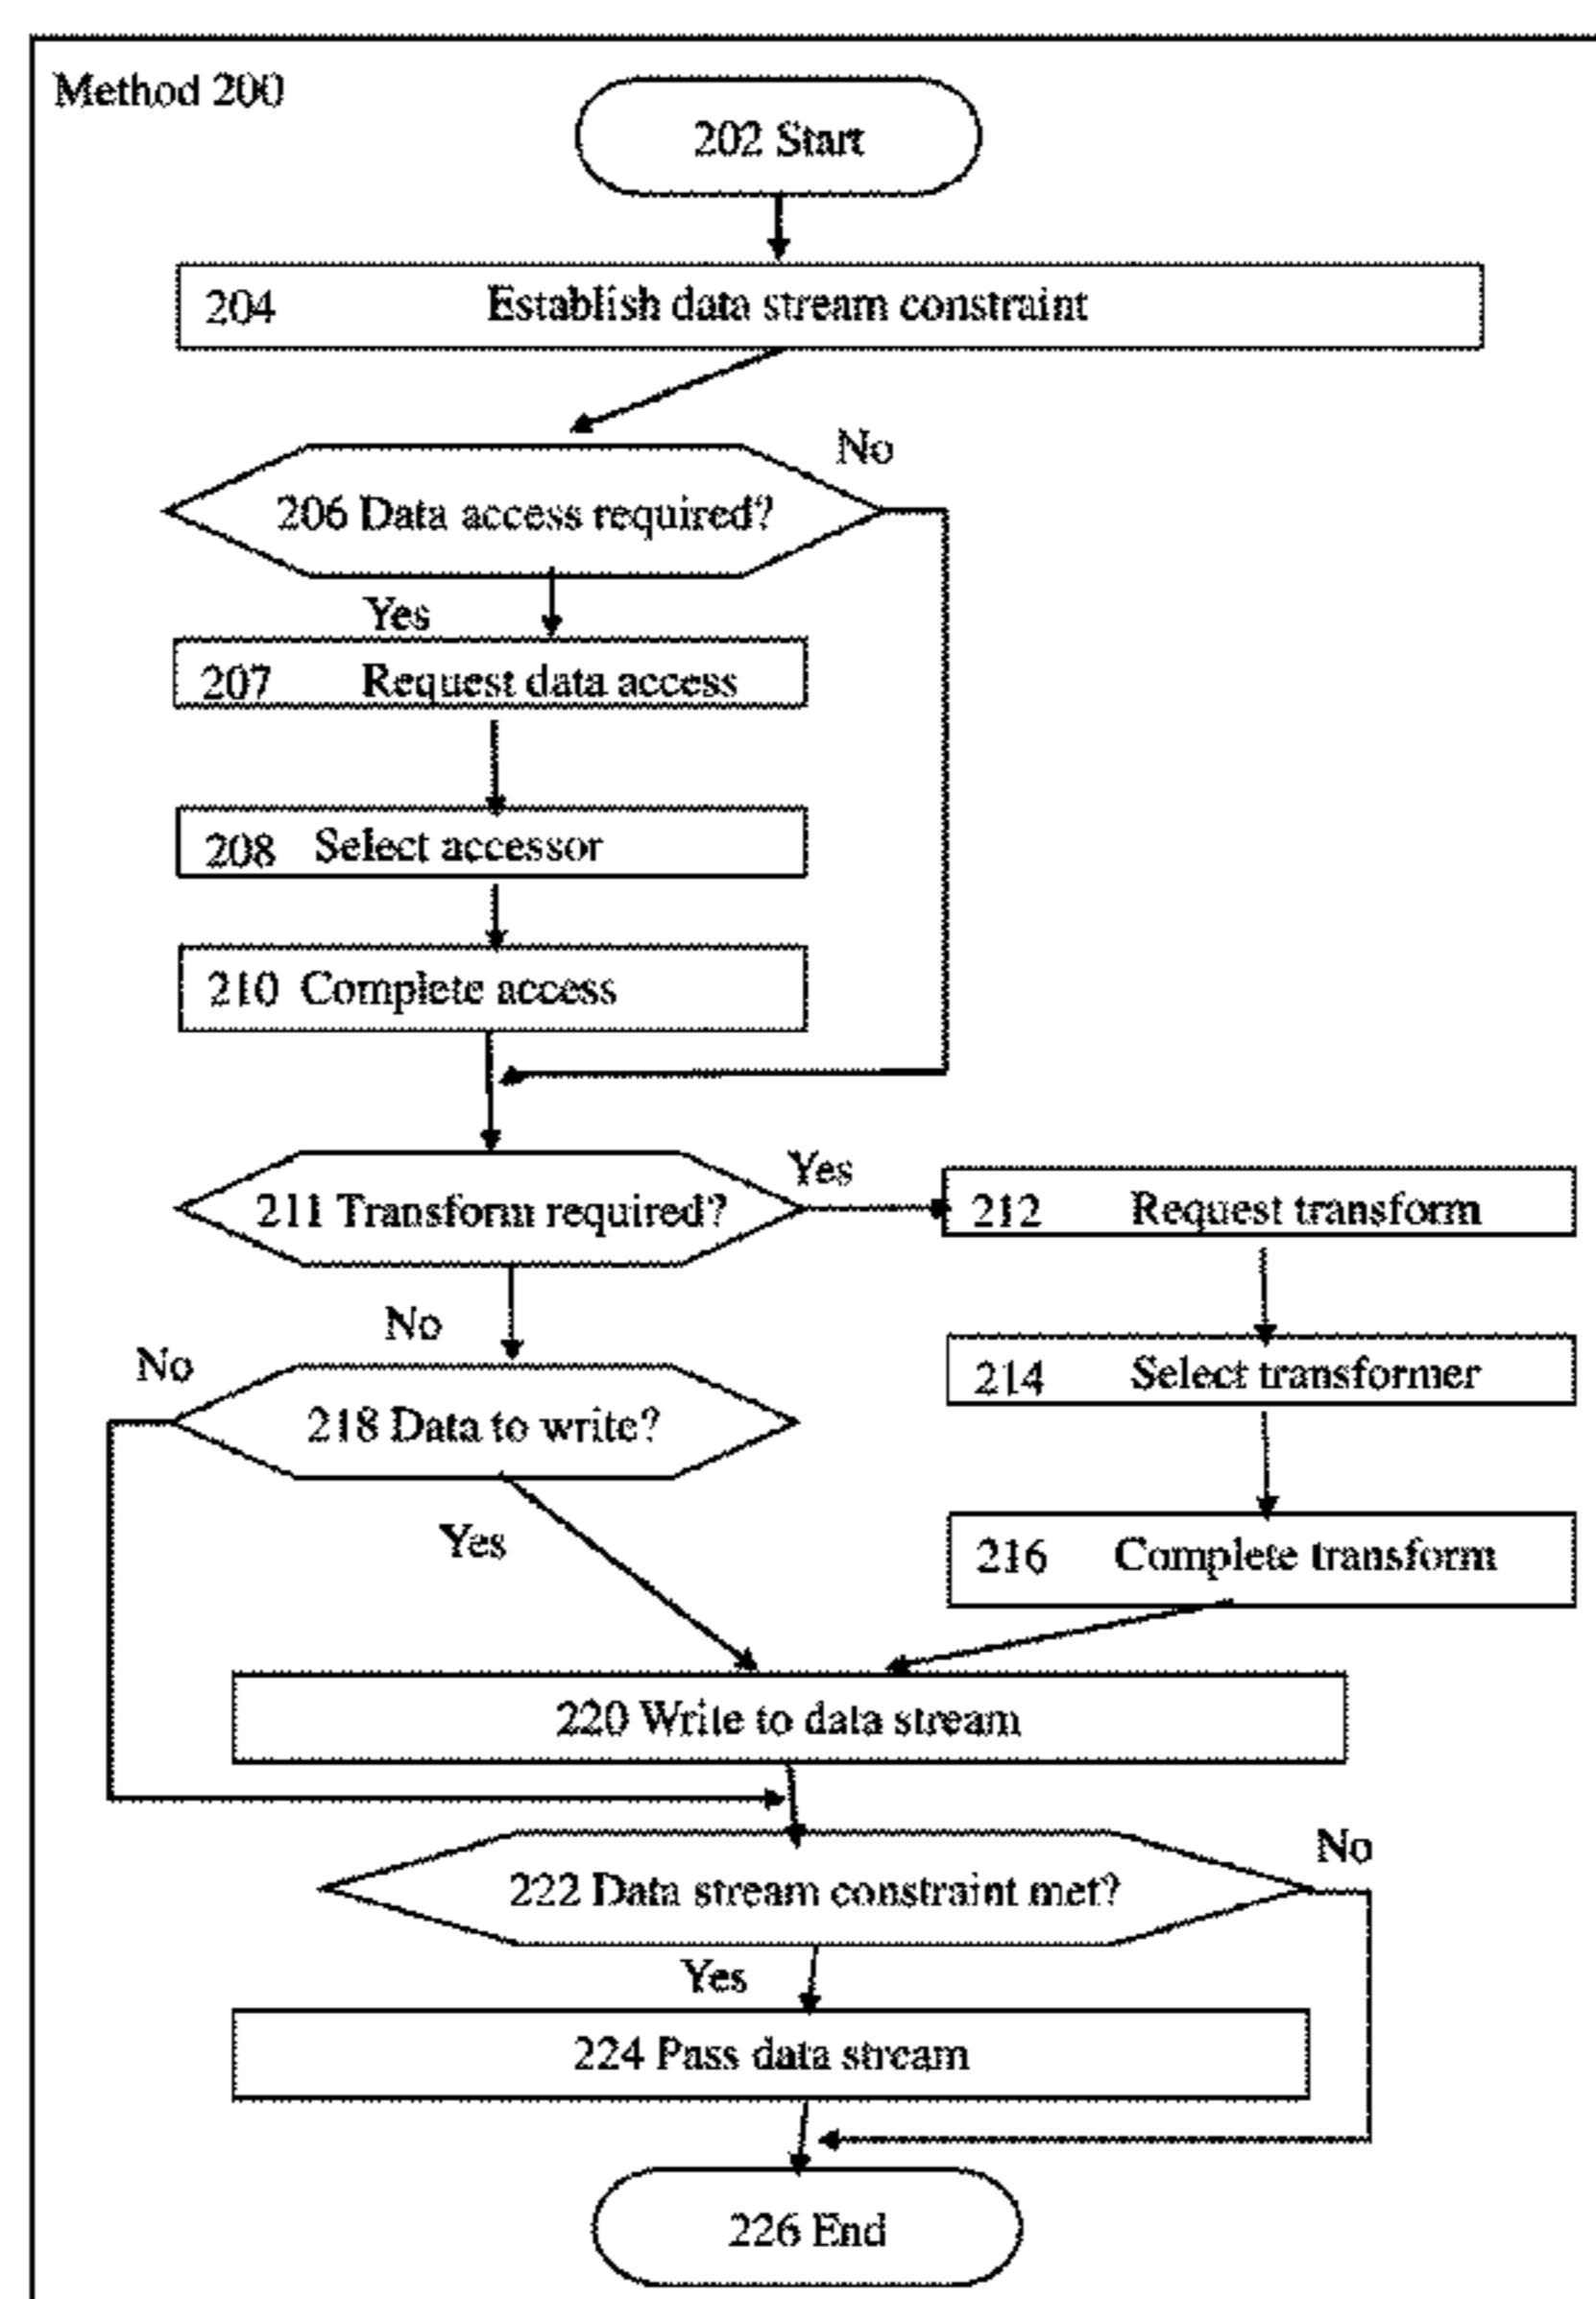 Method 200
202 Start
204 Establish data stream constraint
No
206 Data access required?
Yes
207 Request data access
208 Select accessor
210 Complete access
211 Transform required?
Yes
212 Request transform
No
No
214 Select transformer
218 Data to write?
Yes
216 Complete transform
220 Write to data stream
No
222 Data stream constraint met?
Yes
224 Pass data stream
226 End